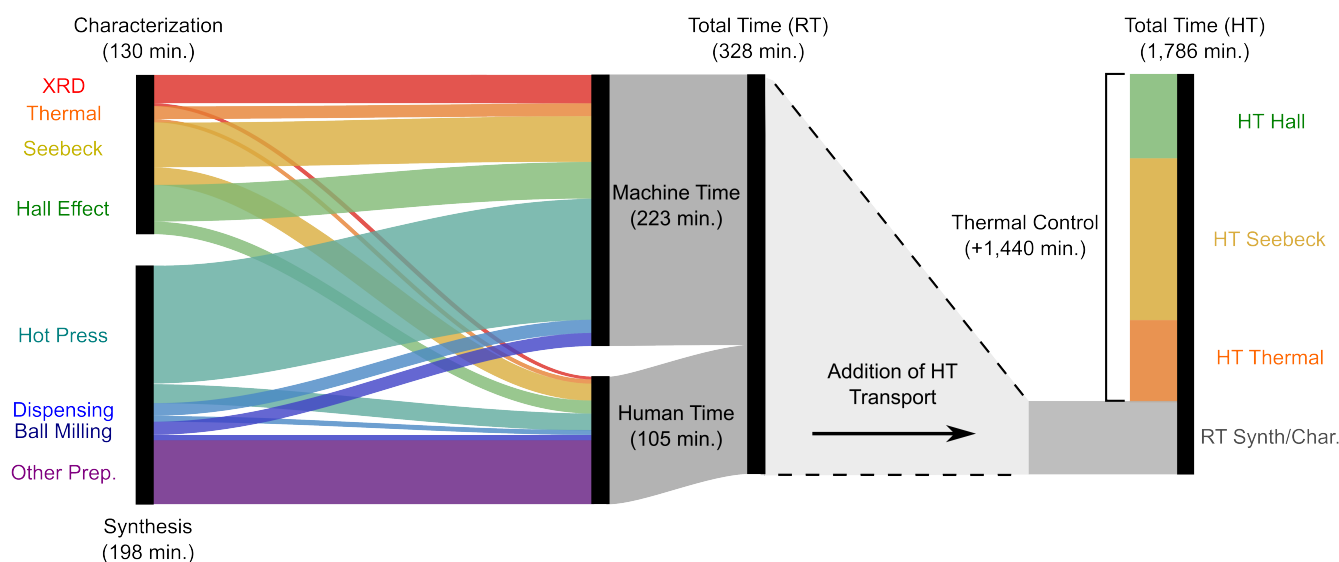 Characterization
(130 min.)
XRD
Thermal
Seebeck
Hall Effect
Hot Press
Dispensing
Ball Milling
Other Prep.
Synthesis
(198 min.)
Machine Time
(223 min.)
Human Time
(105 min.)
Total Time (RT)
(328 min.)
Addition of HT
Transport
Thermal Control
(+1,440 min.)
Total Time (HT)
(1,786 min.)
HT Hall
HT Seebeck
HT Thermal
RT Synth/Char.